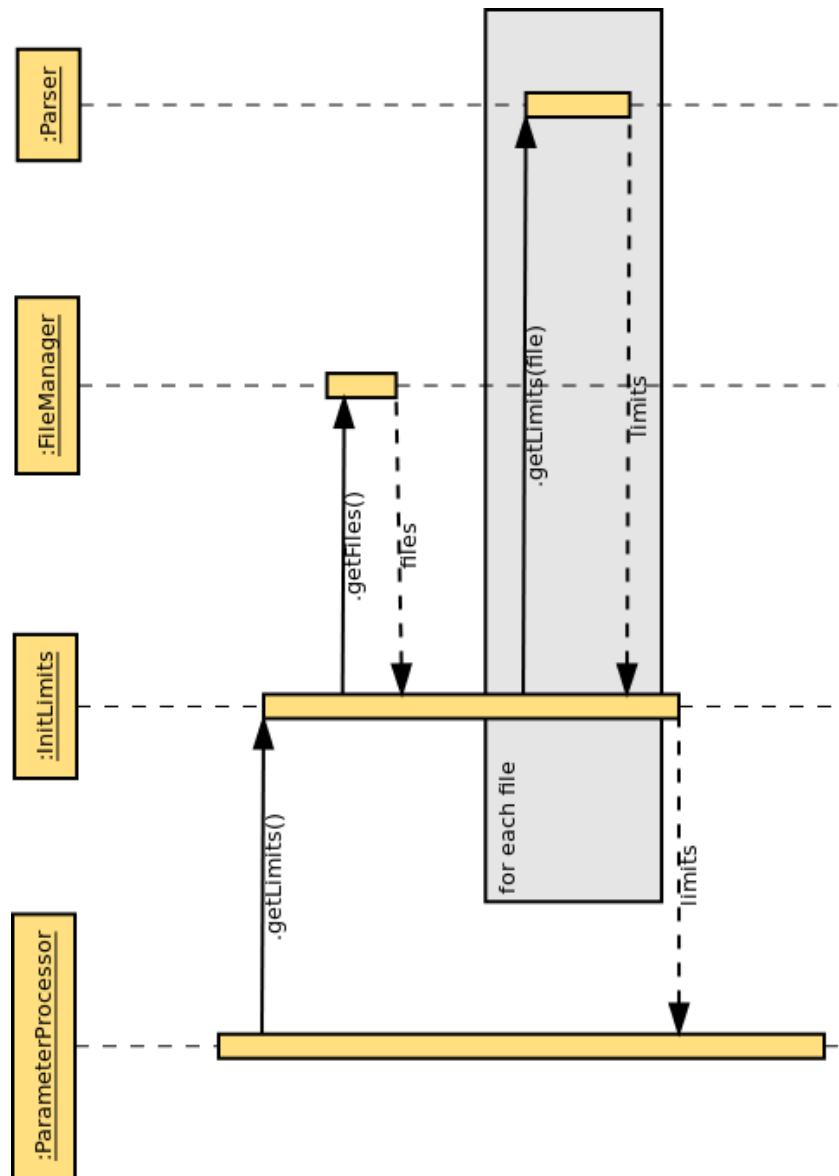 :ParameterProcessor
:InitLimits
:FileManager
:Parser
.getLimits()
.getFiles()
files
for each file
.getLimits(file)
limits
limits